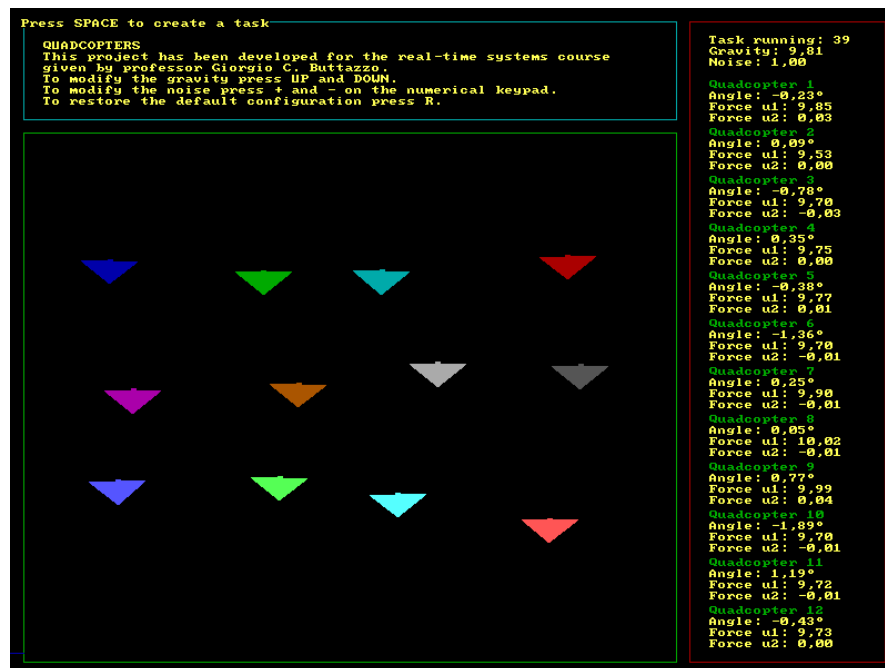 Press SPACE to create a task
QUADCOPTERS
This project has been developed for the real-time systems course
given by professor Giorgio C. Buttazzo.
To modify the gravity press UP and DOWN.
To modify the noise press + and - on the numerical keypad.
To restore the default configuration press R.
Task running: 39
Gravity: 9,81
Noise: 1,00
Quadcopter 1
Angle: -0,23°
Force u1: 9,85
Force u2: 0,03
Quadcopter 2
Angle: 0,09°
Force u1: 9,53
Force u2: 0,00
Quadcopter 3
Angle: -0,78°
Force u1: 9,70
Force u2: -0,03
Quadcopter 4
Angle: 0,35°
Force u1: 9,75
Force u2: 0,00
Quadcopter 5
Angle: -0,38°
Force u1: 9,77
Force u2: 0,01
Quadcopter 6
Angle: -1,36°
Force u1: 9,70
Force u2: -0,01
Quadcopter 7
Angle: 0,25°
Force u1: 9,90
Force u2: -0,01
Quadcopter 8
Angle: 0,05°
Force u1: 10,02
Force u2: -0,01
Quadcopter 9
Angle: 0,77°
Force u1: 9,99
Force u2: 0,04
Quadcopter 10
Angle: -1,89°
Force u1: 9,70
Force u2: -0,01
Quadcopter 11
Angle: 1,19°
Force u1: 9,72
Force u2: -0,01
Quadcopter 12
Angle: -0,43°
Force u1: 9,73
Force u2: 0,00